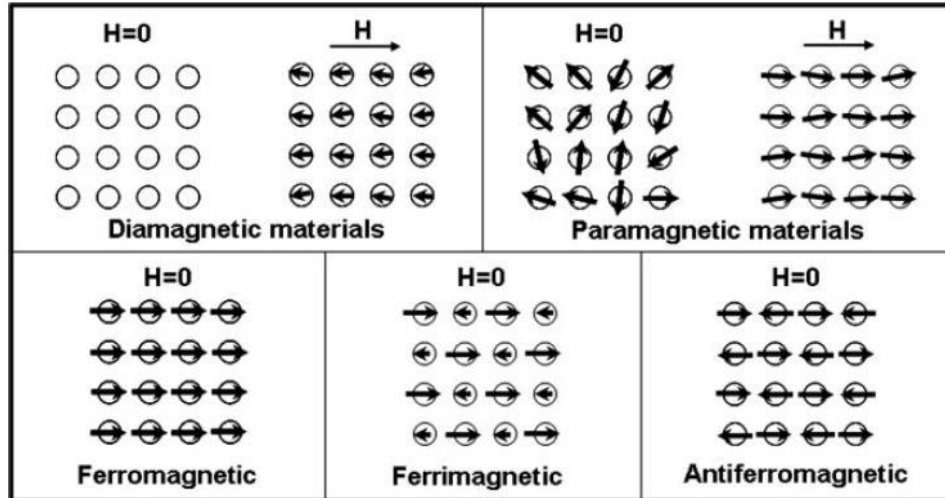 H=0
H
H=0
H
Diamagnetic materials
Paramagnetic materials
H=0
H=0
H=0
Ferromagnetic
Ferrimagnetic
Antiferromagnetic